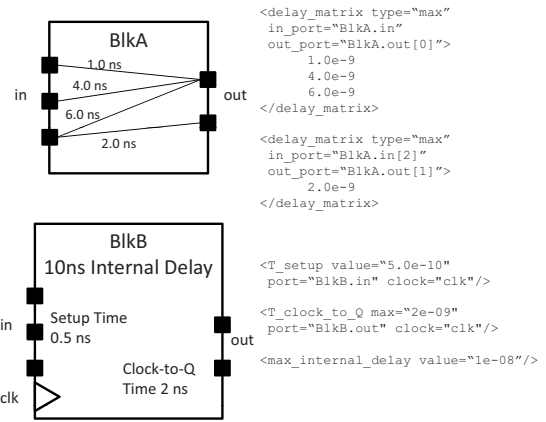 BlkA
1.0 ns
4.0 ns
in
out
6.0 ns
2.0 ns
<delay_matrix type=“max”
in_port=“BlkA.in”
out_port=“BlkA.out[0]”>
1.0e-9
4.0e-9
6.0e-9
</delay_matrix>
<delay_matrix type=“max”
in_port=“BlkA.in[2]”
out_port=“BlkA.out[1]”>
2.0e-9
</delay_matrix>
BlkB
10ns Internal Delay
in
Setup Time
0.5 ns
out
Clock-to-Q
Time 2 ns
clk
<T_setup value=“5.0e-10"
port=“BlkB.in" clock="clk"/>
<T_clock_to_Q max=“2e-09"
port=“BlkB.out" clock="clk"/>
<max_internal_delay value=“1e-08”/>